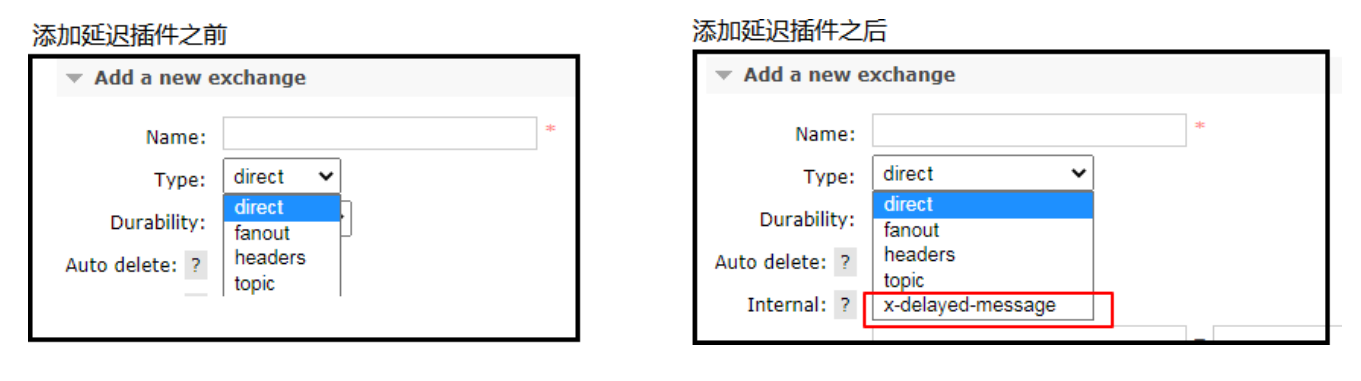 添加延迟插件之前
Add a new exchange
Name:
*
Type:
direct
direct
Durability:
fanout
Auto delete: ?
headers
topic
添加延迟插件之后
Add a new exchange
Name:
*
Type:
direct
direct
Durability:
fanout
Auto delete: ?
headers
topic
Internal: ?
x-delayed-message